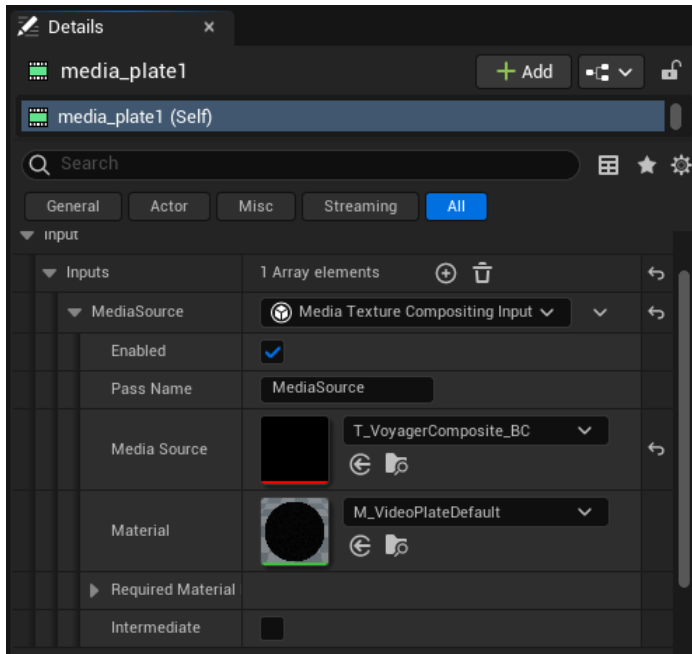 Details
media_plate1
Add
media_plate1 (Self)
Search
General Actor Misc Streaming All
Input
Inputs 1 Array elements
MediaSource Media Texture Compositing Input
Enabled
Pass Name MediaSource
Media Source T_VoyagerComposite_BC
Material M_VideoPlateDefault
Required Material
Intermediate